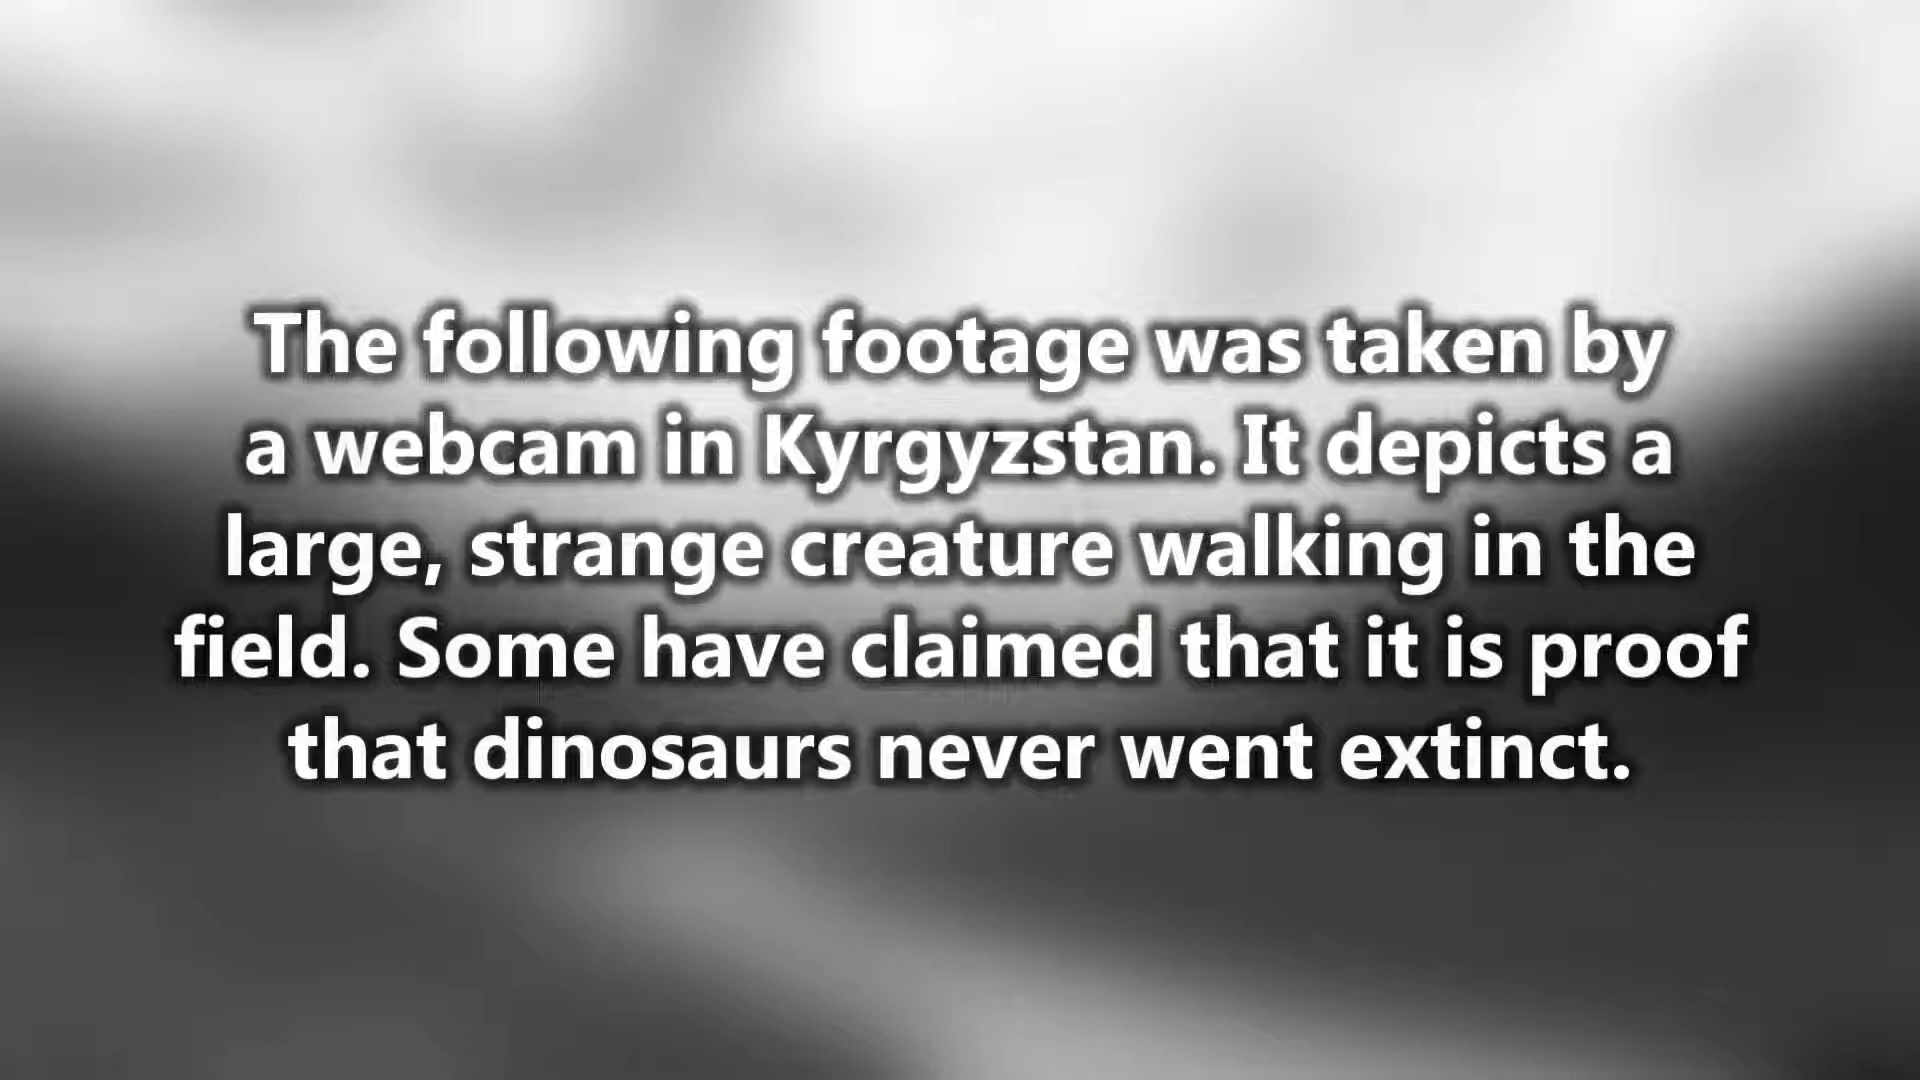 The following footage was taken by
a webcam in Kyrgyzstan. It depicts a
large, strange creature walking in the
field. Some have claimed that it is proof
that dinosaurs never went extinct.